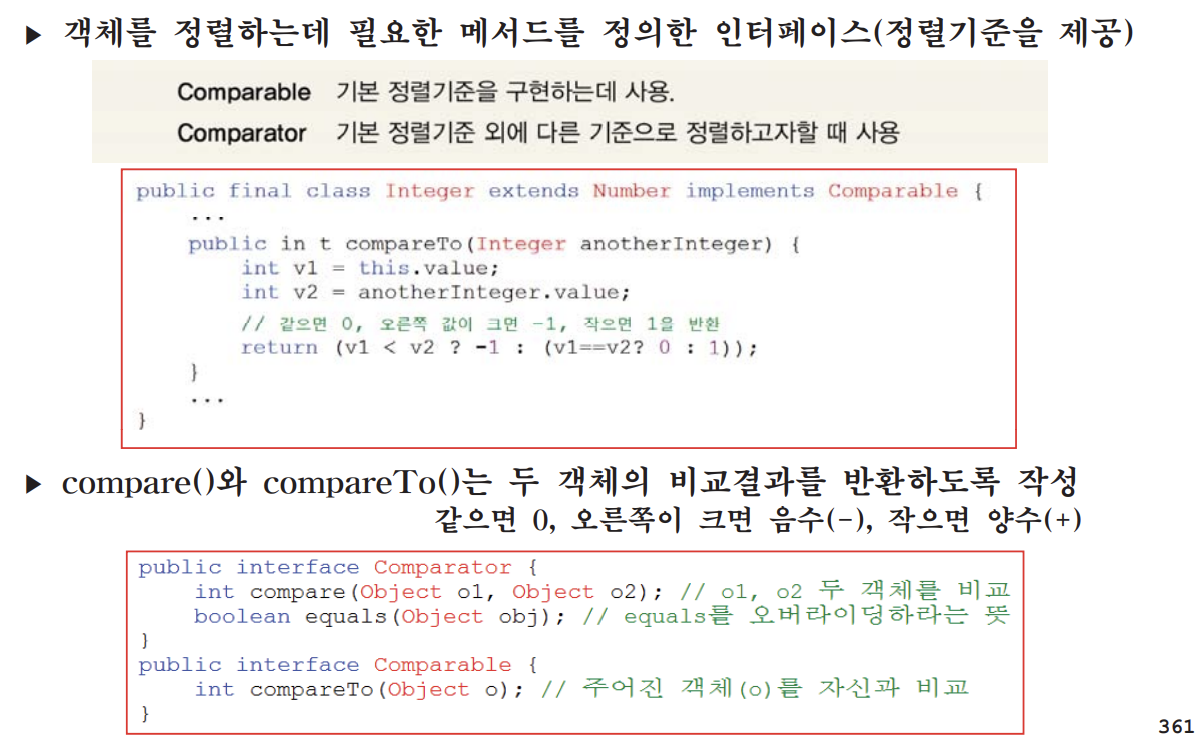 ▶ 객체를 정렬하는데 필요한 메서드를 정의한 인터페이스(정렬기준을 제공)
Comparable 기본 정렬기준을 구현하는데 사용.
Comparator 기본 정렬기준 외에 다른 기준으로 정렬하고자할 때 사용
public final class Integer extends Number implements Comparable {
...
public in t compareTo(Integer anotherInteger) {
int v1 = this.value;
int v2 = anotherInteger.value;
// 같으면 0, 오른쪽 값이 크면 -1, 작으면 1을 반환
return (v1 < v2 ? -1 : (v1==v2? 0 : 1));
}
...
}
▶ compare()와 compareTo()는 두 객체의 비교결과를 반환하도록 작성
같으면 0, 오른쪽이 크면 음수(-), 작으면 양수(+)
public interface Comparator {
int compare(Object o1, Object o2); // o1, o2 두 객체를 비교
boolean equals(Object obj); // equals를 오버라이딩하라는 뜻
}
public interface Comparable {
int compareTo(Object o); // 주어진 객체(o)를 자신과 비교
}
361